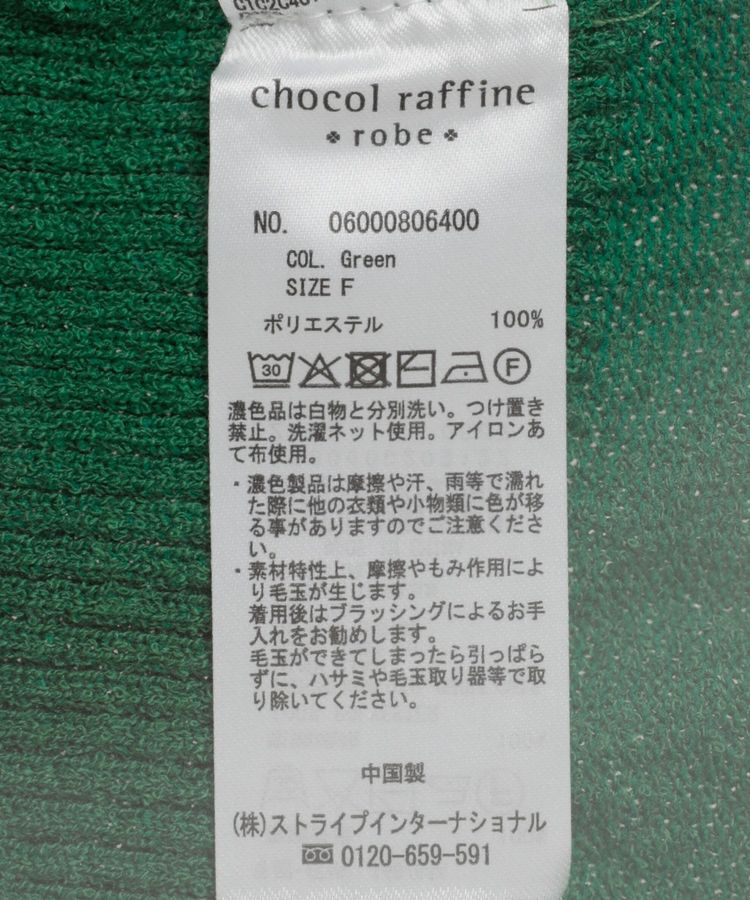 chocol raffine
robe
NO. 06000806400
COL. Green
SIZE F
ポリエステル 100%
30 F
濃色品は白物と分別洗い。つけ置き
禁止。洗濯ネット使用。アイロンあ
て布使用。
・濃色製品は摩擦や汗、雨等で濡れ
た際に他の衣類や小物類に色が移
る事がありますのでご注意くださ
い。
・素材特性上、摩擦やもみ作用によ
り毛玉が生じます。
着用後はブラッシングによるお手
入れをお勧めします。
毛玉ができてしまったら引っぱら
ずに、ハサミや毛玉取り器等で取
り除いてください。
中国製
(株)ストライプインターナショナル
0120-659-591